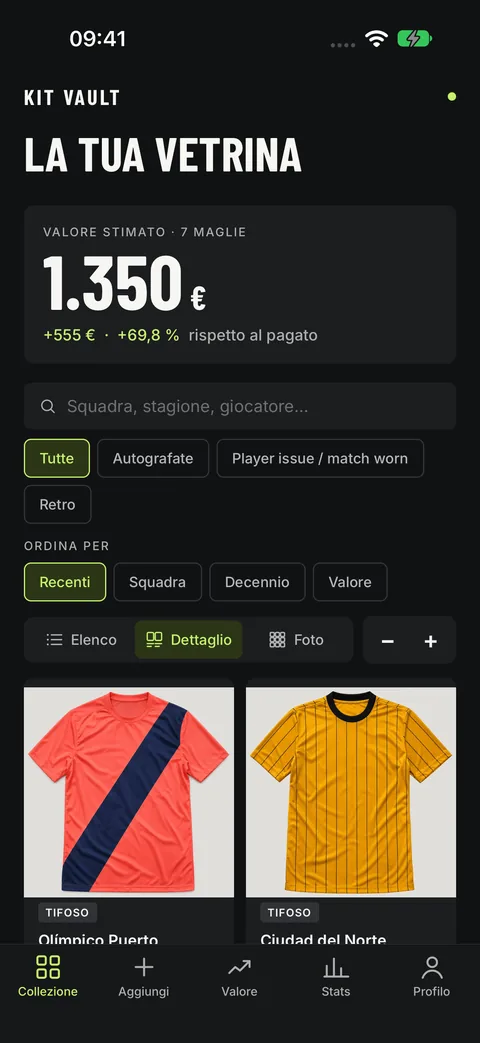 09:41
KIT VAULT
LA TUA VETRINA
VALORE STIMATO · 7 MAGLIE
1.350 €
+555 € · +69,8 % rispetto al pagato
Squadra, stagione, giocatore...
Tutte Autografate Player issue / match worn
Retro
ORDINA PER
Recenti Squadra Decennio Valore
Elenco Dettaglio Foto − +
TIFOSO TIFOSO
Olímpico Puerto Ciudad del Norte
Collezione Aggiungi Valore Stats Profilo